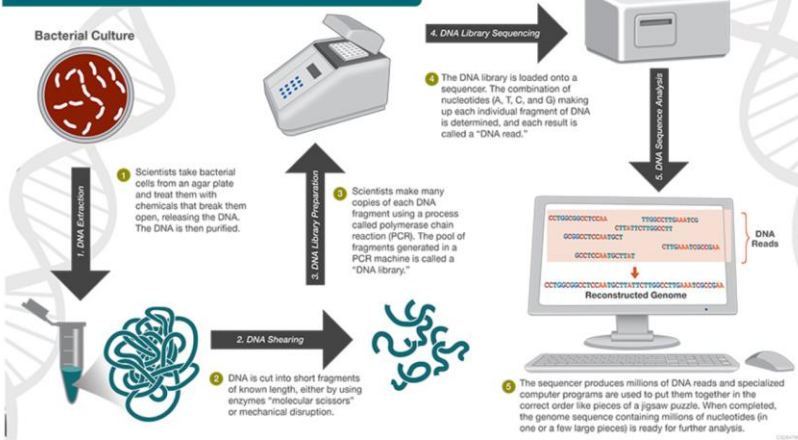 Bacterial Culture
1. DNA Extraction
1 Scientists take bacterial
cells from an agar plate
and treat them with
chemicals that break them
open, releasing the DNA.
The DNA is then purified.
2. DNA Shearing
2 DNA is cut into short fragments
of known length, either by using
enzymes “molecular scissors”
or mechanical disruption.
3. DNA Library Preparation
3 Scientists make many
copies of each DNA
fragment using a process
called polymerase chain
reaction (PCR). The pool of
fragments generated in a
PCR machine is called a
“DNA library.”
4. DNA Library Sequencing
4 The DNA library is loaded onto a
sequencer. The combination of
nucleotides (A, T, C, and G) making
up each individual fragment of DNA
is determined, and each result is
called a “DNA read.”
5. DNA Sequence Analysis
CCTGGCGGCCTCCAA TTGGCCTTGAAATCG
CTTATTCTTGGCCTT
GCGGCCTCCAATGCT
CTTGAAATCGCCGAA
GCCTCCAATGCTTAT
DNA
Reads
CCTGGCGGCCTCCAATGCTTATTCTTGGCCTTGAAATCGCCGAA
Reconstructed Genome
5 The sequencer produces millions of DNA reads and specialized
computer programs are used to put them together in the
correct order like pieces of a jigsaw puzzle. When completed,
the genome sequence containing millions of nucleotides (in
one or a few large pieces) is ready for further analysis.